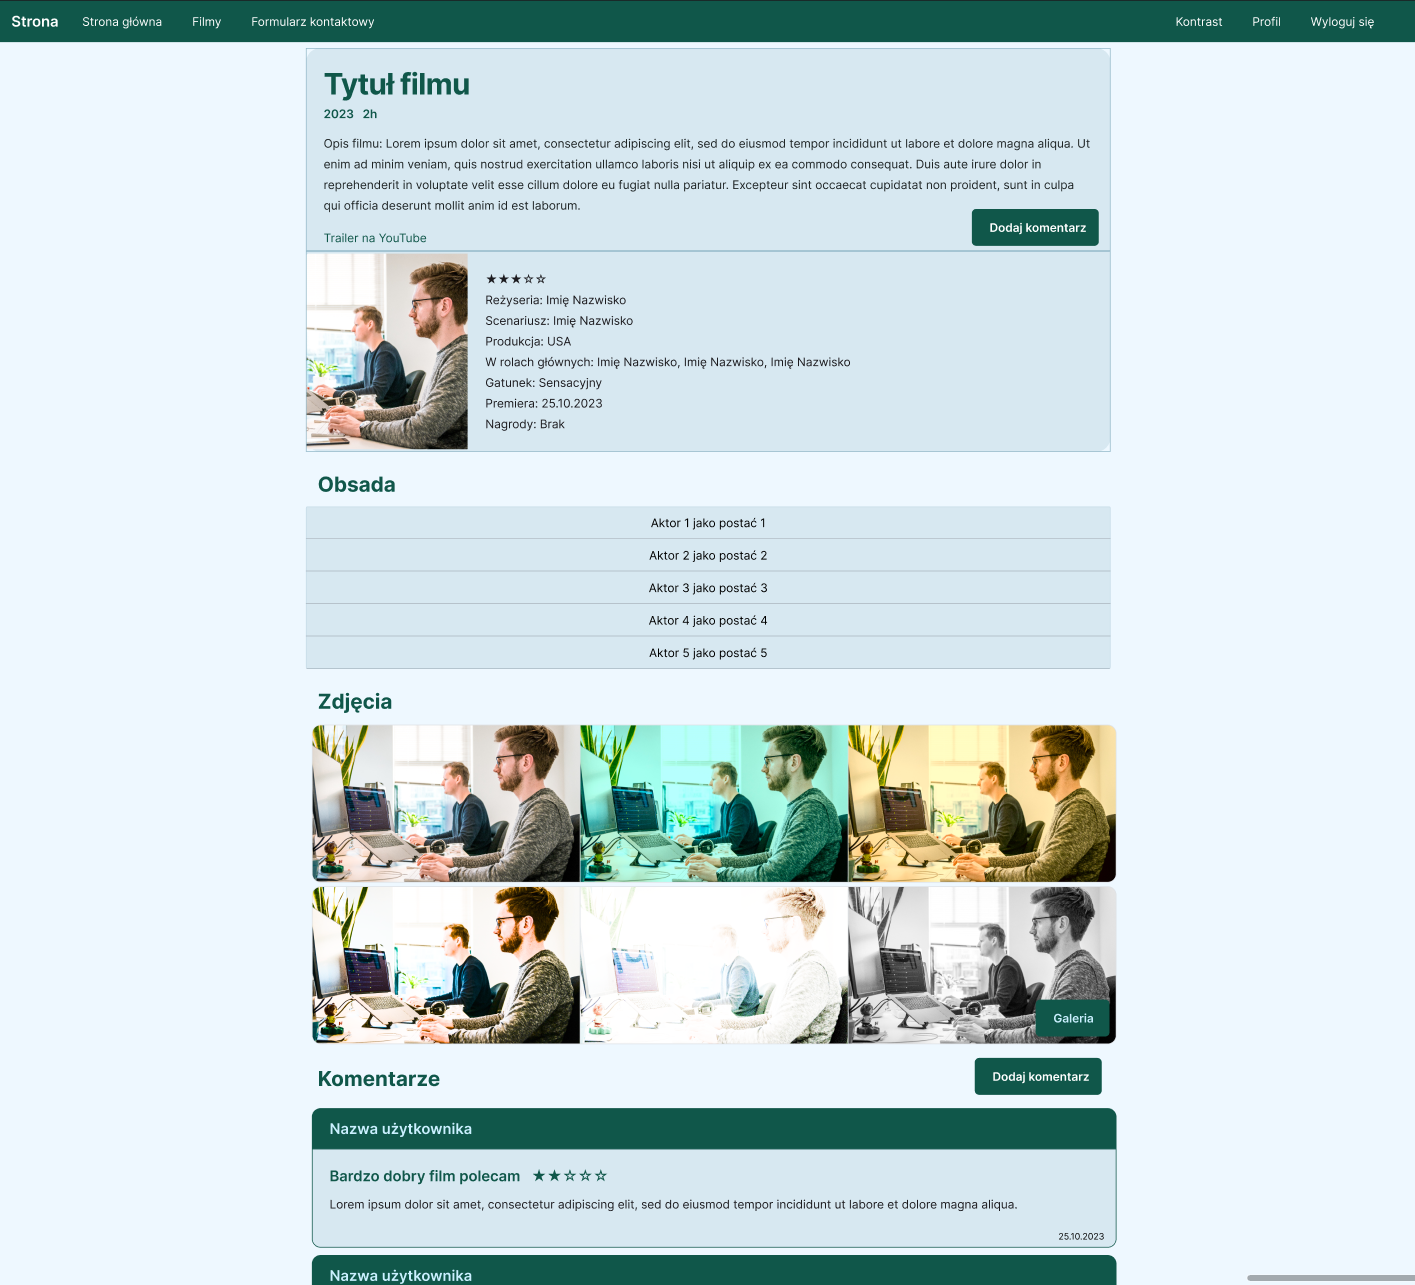 Strona Strona główna Filmy Formularz kontaktowy Kontrast Profil Wyloguj się
Tytuł filmu
2023 2h
Opis filmu: Lorem ipsum dolor sit amet, consectetur adipiscing elit, sed do eiusmod tempor incididunt ut labore et dolore magna aliqua. Ut
enim ad minim veniam, quis nostrud exercitation ullamco laboris nisi ut aliquip ex ea commodo consequat. Duis aute irure dolor in
reprehenderit in voluptate velit esse cillum dolore eu fugiat nulla pariatur. Excepteur sint occaecat cupidatat non proident, sunt in culpa
qui officia deserunt mollit anim id est laborum.
Dodaj komentarz
Trailer na YouTube
★★★☆☆
Reżyseria: Imię Nazwisko
Scenariusz: Imię Nazwisko
Produkcja: USA
W rolach głównych: Imię Nazwisko, Imię Nazwisko, Imię Nazwisko
Gatunek: Sensacyjny
Premiera: 25.10.2023
Nagrody: Brak
Obsada
Aktor 1 jako postać 1
Aktor 2 jako postać 2
Aktor 3 jako postać 3
Aktor 4 jako postać 4
Aktor 5 jako postać 5
Zdjęcia
Galeria
Komentarze
Dodaj komentarz
Nazwa użytkownika
Bardzo dobry film polecam ★★☆☆☆
Lorem ipsum dolor sit amet, consectetur adipiscing elit, sed do eiusmod tempor incididunt ut labore et dolore magna aliqua.
25.10.2023
Nazwa użytkownika